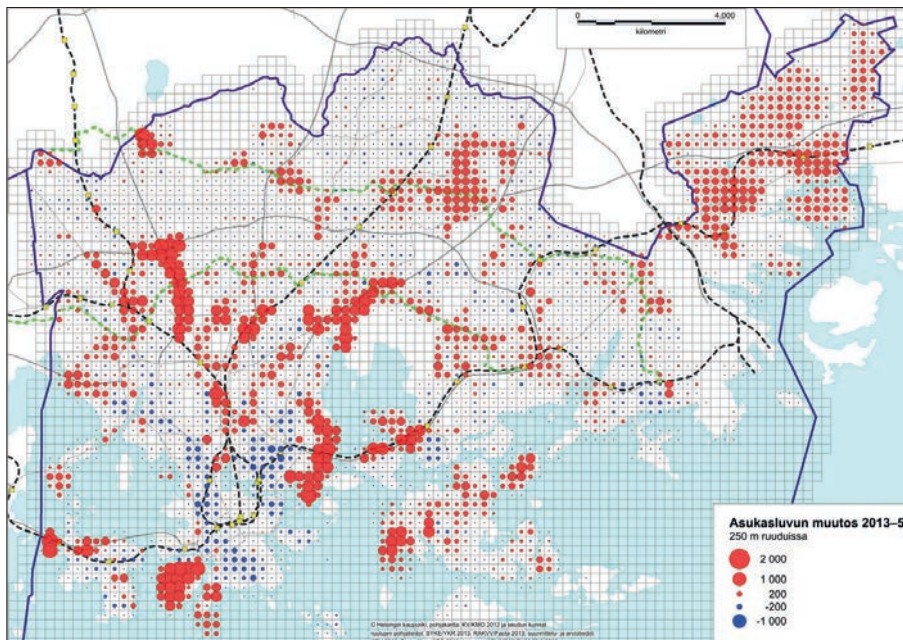 0 4,000
kilometri
Asukasluvun muutos 2013–5
250 m ruuduissa
2 000
1 000
200
-200
-1 000
© Helsingin kaupunki, pohjakartta: KV/KMO 2012 ja seudun kunnat